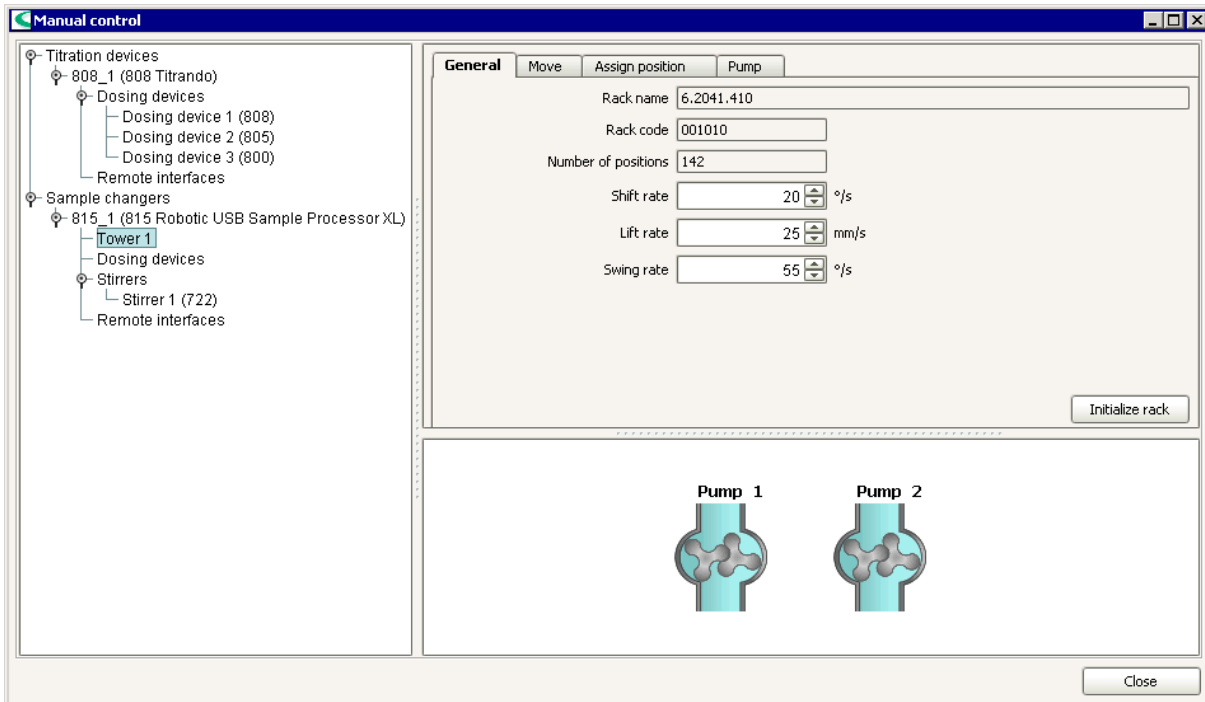 Manual control
Titration devices
808_1 (808 Titrando)
Dosing devices
Dosing device 1 (808)
Dosing device 2 (805)
Dosing device 3 (800)
Remote interfaces
Sample changers
815_1 (815 Robotic USB Sample Processor XL)
Tower 1
Dosing devices
Stirrers
Stirrer 1 (722)
Remote interfaces
General Move Assign position Pump
Rack name 6.2041.410
Rack code 001010
Number of positions 142
Shift rate 20 °/s
Lift rate 25 mm/s
Swing rate 55 °/s
Initialize rack
Pump 1 Pump 2
Close